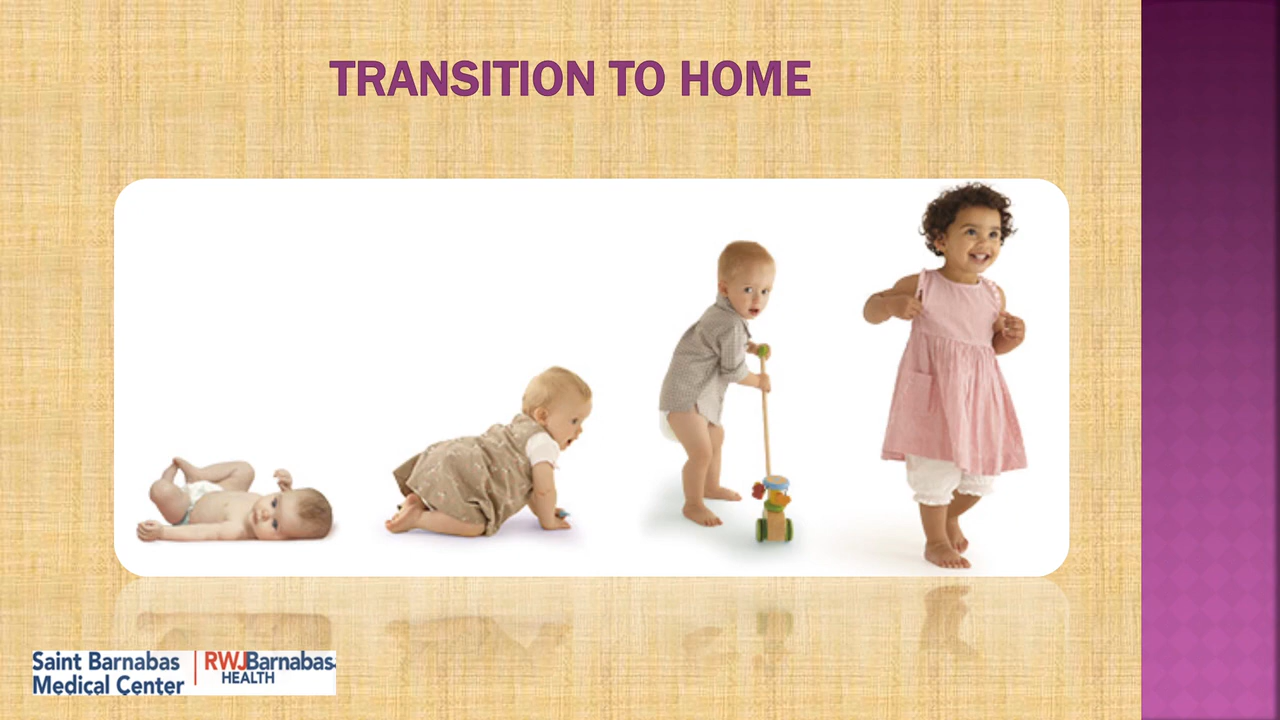 TRANSITION TO HOME
Saint Barnabas
Medical Center
RWJBarnabas
HEALTH